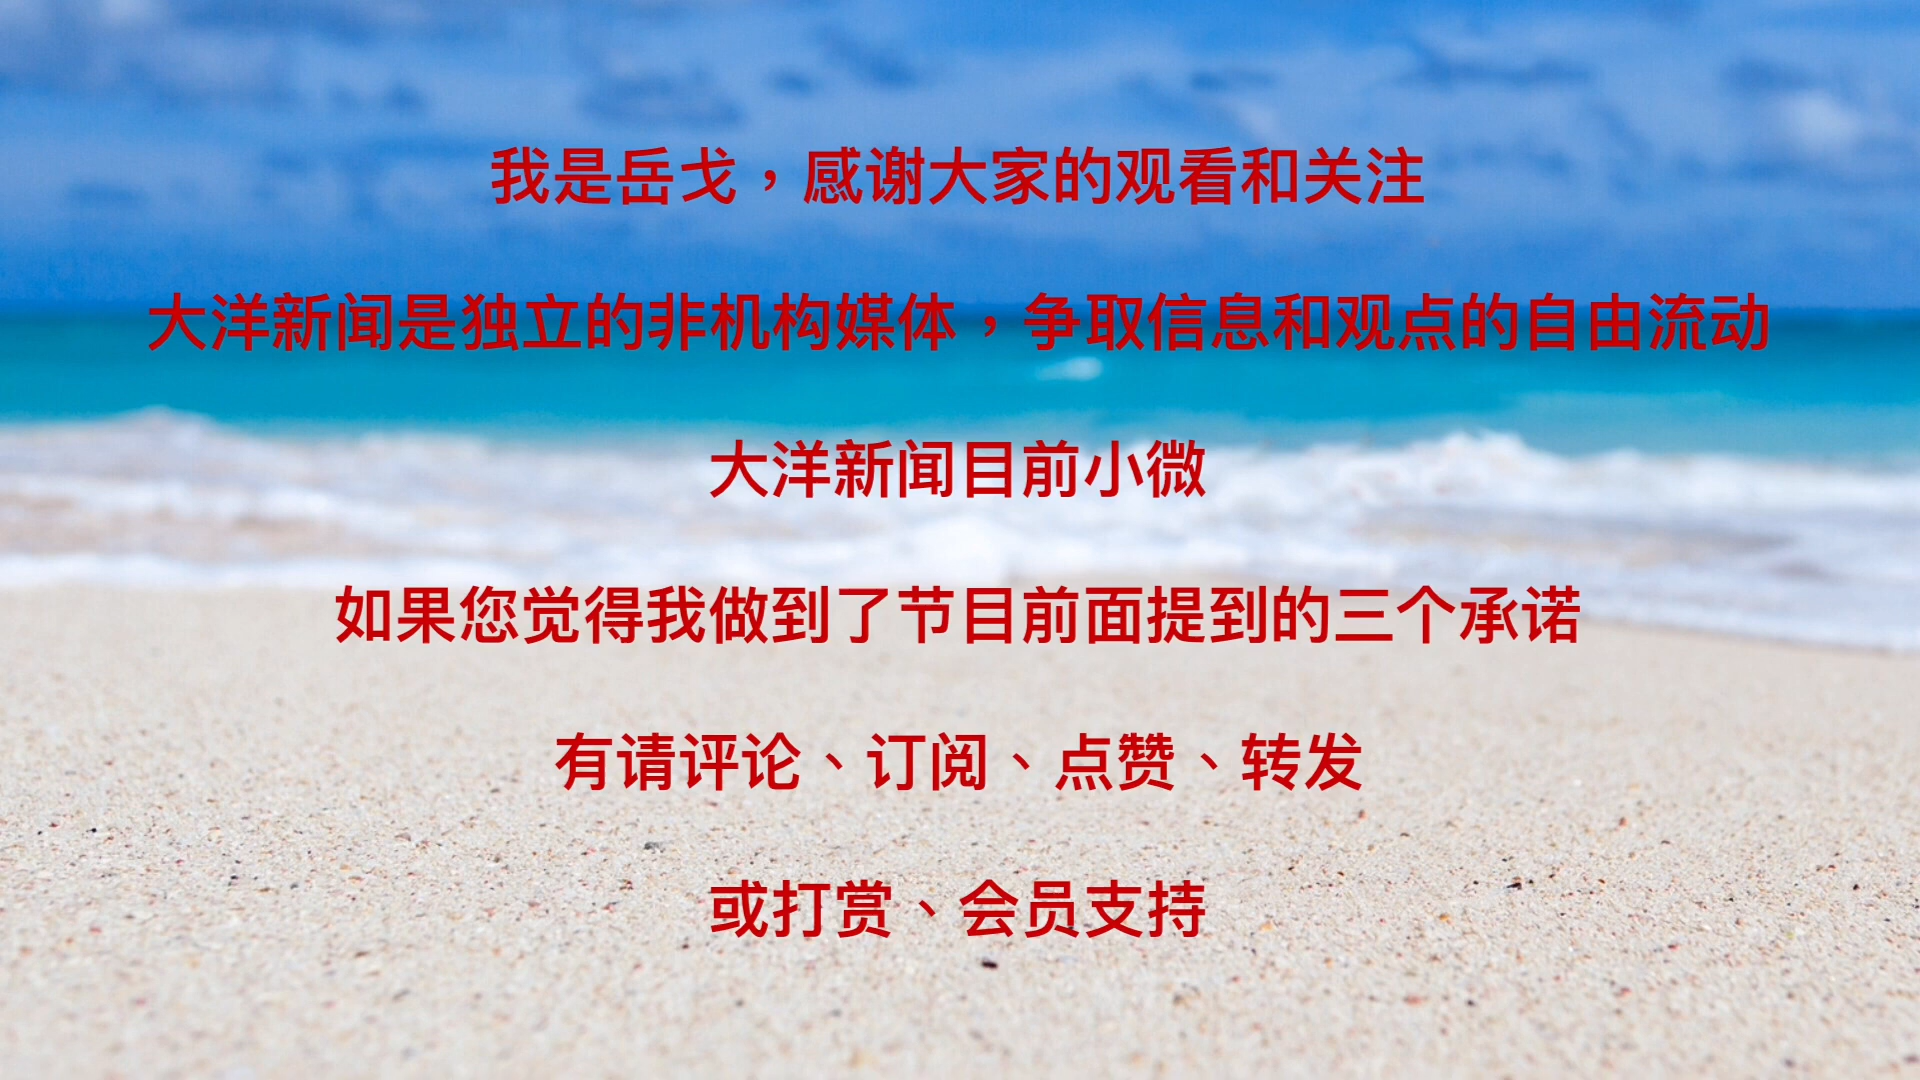 我是岳戈，感谢大家的观看和关注
大洋新闻是独立的非机构媒体，争取信息和观点的自由流动
大洋新闻目前小微
如果您觉得我做到了节目前面提到的三个承诺
有请评论、订阅、点赞、转发
或打赏、会员支持